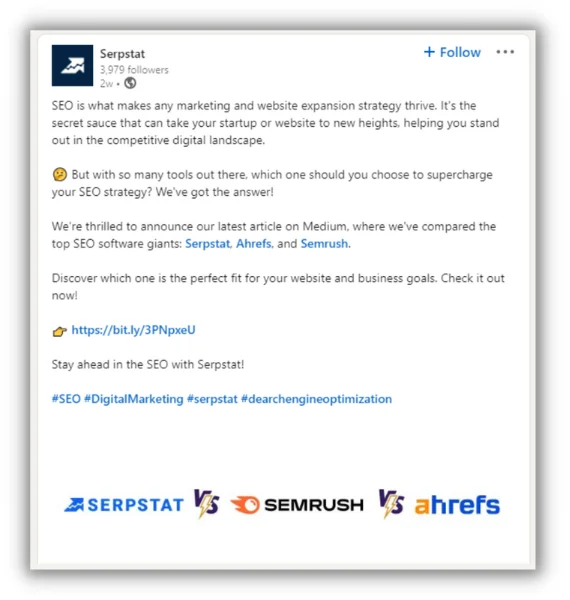 Serpstat
+ Follow
3,979 followers
2w •
SEO is what makes any marketing and website expansion strategy thrive. It's the
secret sauce that can take your startup or website to new heights, helping you stand
out in the competitive digital landscape.
🫤 But with so many tools out there, which one should you choose to supercharge
your SEO strategy? We've got the answer!
We're thrilled to announce our latest article on Medium, where we've compared the
top SEO software giants: Serpstat, Ahrefs, and Semrush.
Discover which one is the perfect fit for your website and business goals. Check it out
now!
👉 https://bit.ly/3PNpxeU
Stay ahead in the SEO with Serpstat!
#SEO #DigitalMarketing #serpstat #dearchengineoptimization
SERPSTAT VS SEMRUSH VS ahrefs